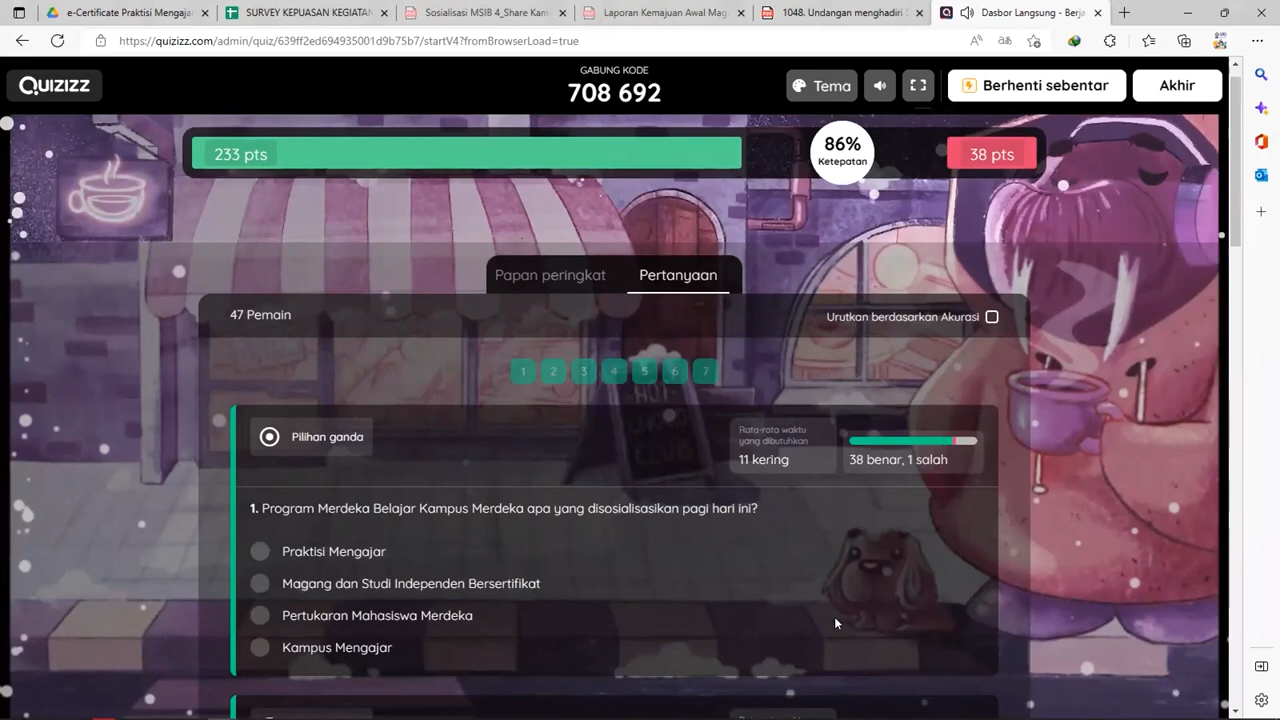 e-Certificate Praktisi Mengajar
SURVEY KEPUASAN KEGIATAN
Sosialisasi MSIB 4_Share Kam
Laporan Kemajuan Awal Mag
1048. Undangan menghadiri S
Dasbor Langsung - Berja
https://quizizz.com/admin/quiz/639ff2ed694935001d9b75b7/startV4?fromBrowserLoad=true
QUIZIZZ
GABUNG KODE
708 692
Tema
Berhenti sebentar
Akhir
233 pts
86%
Ketepatan
38 pts
Papan peringkat
Pertanyaan
47 Pemain
Urutkan berdasarkan Akurasi
1 2 3 4 5 6 7
Pilihan ganda
Rata-rata waktu
yang dibutuhkan
11 kering
38 benar, 1 salah
1. Program Merdeka Belajar Kampus Merdeka apa yang disosialisasikan pagi hari ini?
Praktisi Mengajar
Magang dan Studi Independen Bersertifikat
Pertukaran Mahasiswa Merdeka
Kampus Mengajar